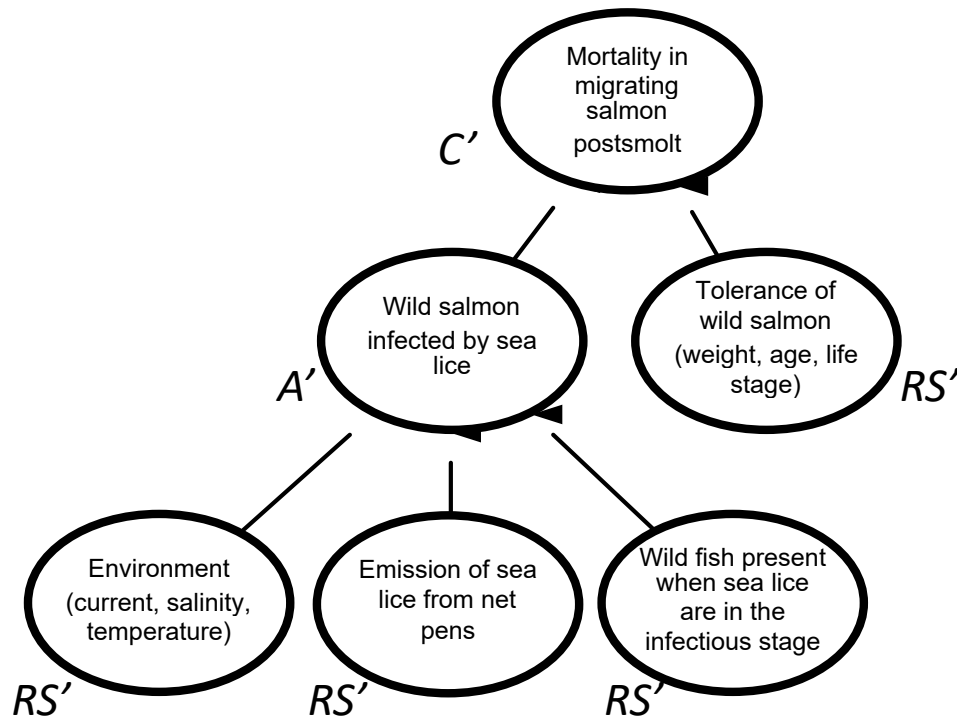 Mortality in
migrating
salmon
postsmolt
C’
Wild salmon
infected by sea
lice
A’
Tolerance of
wild salmon
(weight, age, life
stage)
RS’
Environment
(current, salinity,
temperature)
RS’
Emission of sea
lice from net
pens
RS’
Wild fish present
when sea lice
are in the
infectious stage
RS’